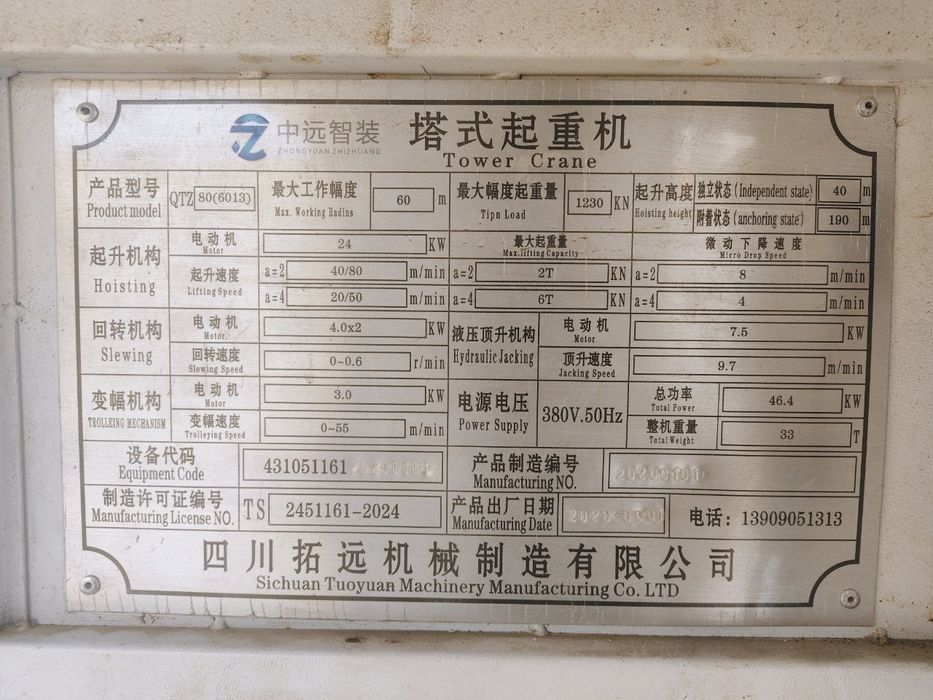 中远智装
ZHONGYUAN.ZHIZHUANG
塔式起重机
Tower Crane
产品型号 Product model QTZ 80(6013) 最大工作幅度 Max. Working Radins 60 m 最大幅度起重量 Tipn Load 1230 KN 起升高度 Hoisting height 独立状态(Independent state) 40 m
附着状态(anchoring state) 190 m
起升机构 Hoisting 电动机 Motor 24 KW 最大起重量 Max.lifting Capacity 微动下降速度 Micro Drop Speed
起升速度 Lifting Speed a=2 40/80 m/min a=2 2T KN a=2 8 m/min
a=4 20/50 m/min a=4 6T KN a=4 4 m/min
回转机构 Slewing 电动机 Motor 4.0x2 KW 液压顶升机构 Hydraulic Jacking 电动机 Motor 7.5 KW
回转速度 Slewing Speed 0~0.6 r/min 顶升速度 Jacking Speed 9.7 m/min
变幅机构 TROLLEING MECHANISM 电动机 Motor 3.0 KW 电源电压 Power Supply 380V.50Hz 总功率 Total Power 46.4 KW
变幅速度 Trolleying Speed 0~55 m/min 整机重量 Total Weight 33 T
设备代码 Equipment Code 431051161 产品制造编号 Manufacturing NO.
制造许可证编号 Manufacturing License NO. TS 2451161-2024 产品出厂日期 Manufacturing Date 电话: 13909051313
四川拓远机械制造有限公司
Sichuan Tuoyuan Machinery Manufacturing Co. LTD